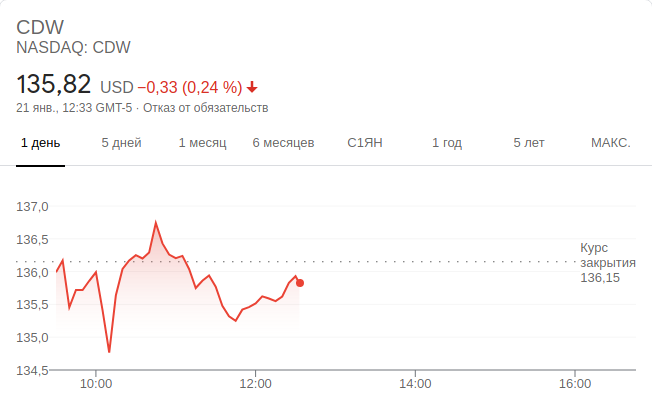 CDW
NASDAQ: CDW
135,82 USD −0,33 (0,24 %)
21 янв., 12:33 GMT-5 · Отказ от обязательств
1 день 5 дней 1 месяц 6 месяцев С1ЯН 1 год 5 лет МАКС.
137,0
136,5
136,0
135,5
135,0
134,5
Курс
закрытия
136,15
10:00 12:00 14:00 16:00